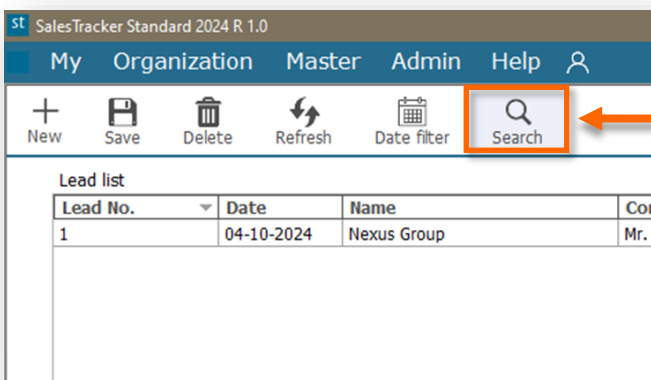 st SalesTracker Standard 2024 R 1.0
My Organization Master Admin Help
New Save Delete Refresh Date filter Search
Lead list
Lead No. Date Name Co
1 04-10-2024 Nexus Group Mr.